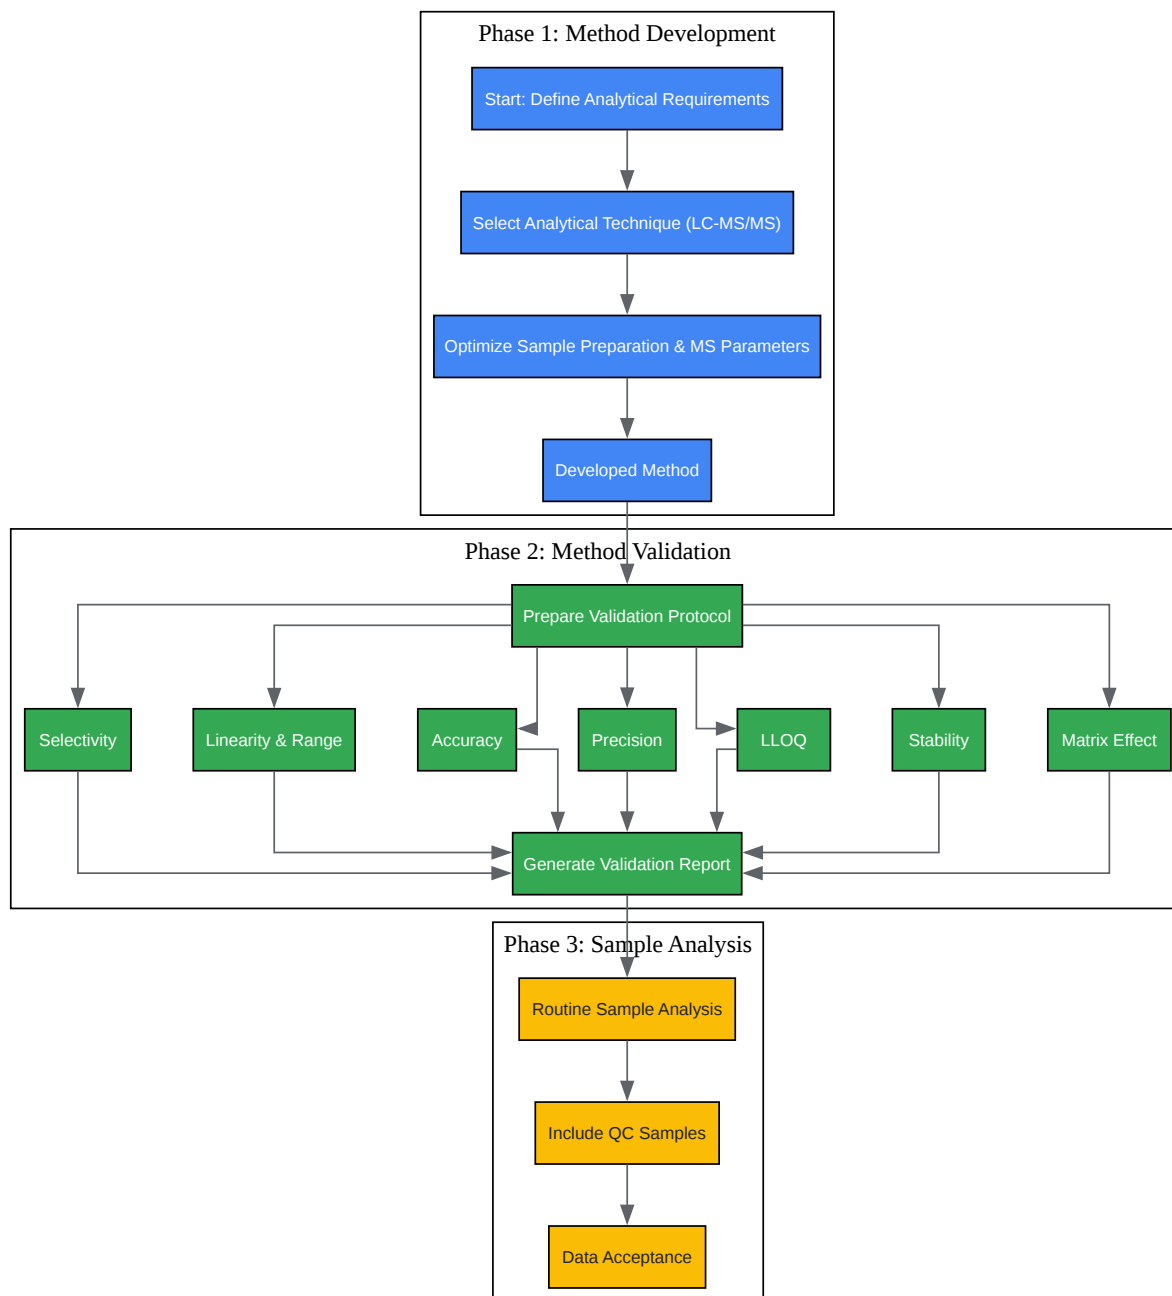 Phase 1: Method Development
Start: Define Analytical Requirements
Select Analytical Technique (LC-MS/MS)
Optimize Sample Preparation & MS Parameters
Developed Method
Phase 2: Method Validation
Prepare Validation Protocol
Selectivity
Linearity & Range
Accuracy
Precision
LLOQ
Stability
Matrix Effect
Generate Validation Report
Phase 3: Sample Analysis
Routine Sample Analysis
Include QC Samples
Data Acceptance